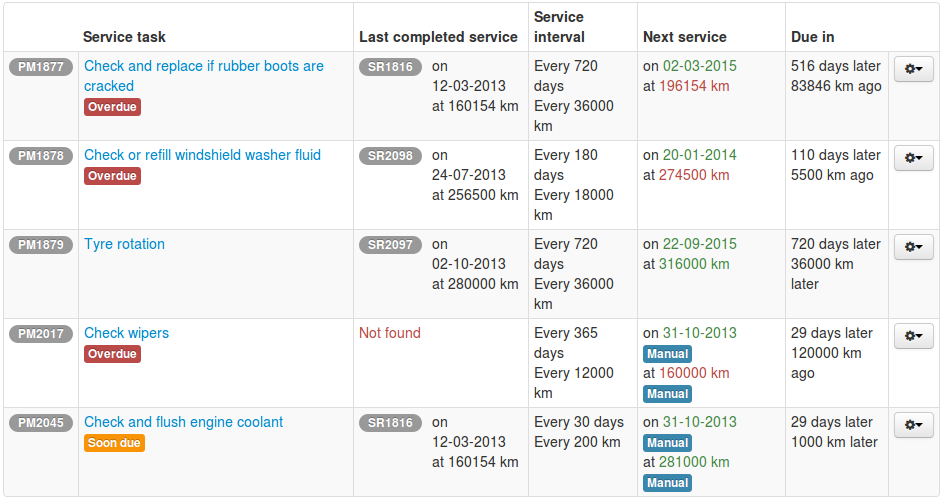 Service task
Last completed service
Service
interval
Next service
Due in
PM1877
Check and replace if rubber boots are
cracked
Overdue
SR1816
on
12-03-2013
at 160154 km
Every 720
days
Every 36000
km
on 02-03-2015
at 196154 km
516 days later
83846 km ago
PM1878
Check or refill windshield washer fluid
Overdue
SR2098
on
24-07-2013
at 256500 km
Every 180
days
Every 18000
km
on 20-01-2014
at 274500 km
110 days later
5500 km ago
PM1879
Tyre rotation
SR2097
on
02-10-2013
at 280000 km
Every 720
days
Every 36000
km
on 22-09-2015
at 316000 km
720 days later
36000 km
later
PM2017
Check wipers
Overdue
Not found
Every 365
days
Every 12000
km
on 31-10-2013
Manual
at 160000 km
Manual
29 days later
120000 km
ago
PM2045
Check and flush engine coolant
Soon due
SR1816
on
12-03-2013
at 160154 km
Every 30 days
Every 200 km
on 31-10-2013
Manual
at 281000 km
Manual
29 days later
1000 km later